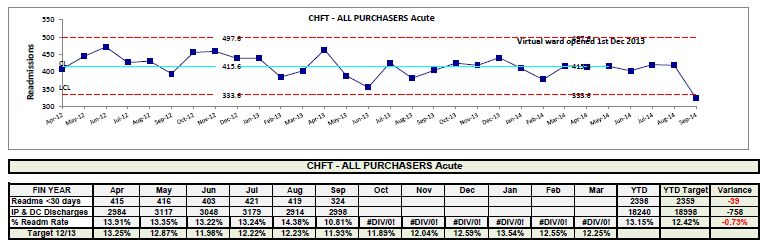 CHFT - ALL PURCHASERS Acute
550
500
450
400
350
300
Readmissions
497.6
497.6
Virtual ward opened 1st Dec 2013
CL
415.6
415.6
LCL
333.6
333.6
Apr-12 May-12 Jun-12 Jul-12 Aug-12 Sep-12 Oct-12 Nov-12 Dec-12 Jan-13 Feb-13 Mar-13 Apr-13 May-13 Jun-13 Jul-13 Aug-13 Sep-13 Oct-13 Nov-13 Dec-13 Jan-14 Feb-14 Mar-14 Apr-14 May-14 Jun-14 Jul-14 Aug-14 Sep-14
CHFT - ALL PURCHASERS Acute
FIN YEAR Apr May Jun Jul Aug Sep Oct Nov Dec Jan Feb Mar YTD YTD Target Variance
Readms <30 days 415 416 403 421 419 324 2398 2359 -39
IP & DC Discharges 2984 3117 3048 3179 2914 2998 18240 18998 -758
% Readm Rate 13.91% 13.35% 13.22% 13.24% 14.38% 10.81% #DIV/0! #DIV/0! #DIV/0! #DIV/0! #DIV/0! #DIV/0! 13.15% 12.42% -0.73%
Target 12/13 13.25% 12.87% 11.98% 12.22% 12.23% 11.93% 11.89% 12.04% 12.59% 13.54% 12.55% 12.25%